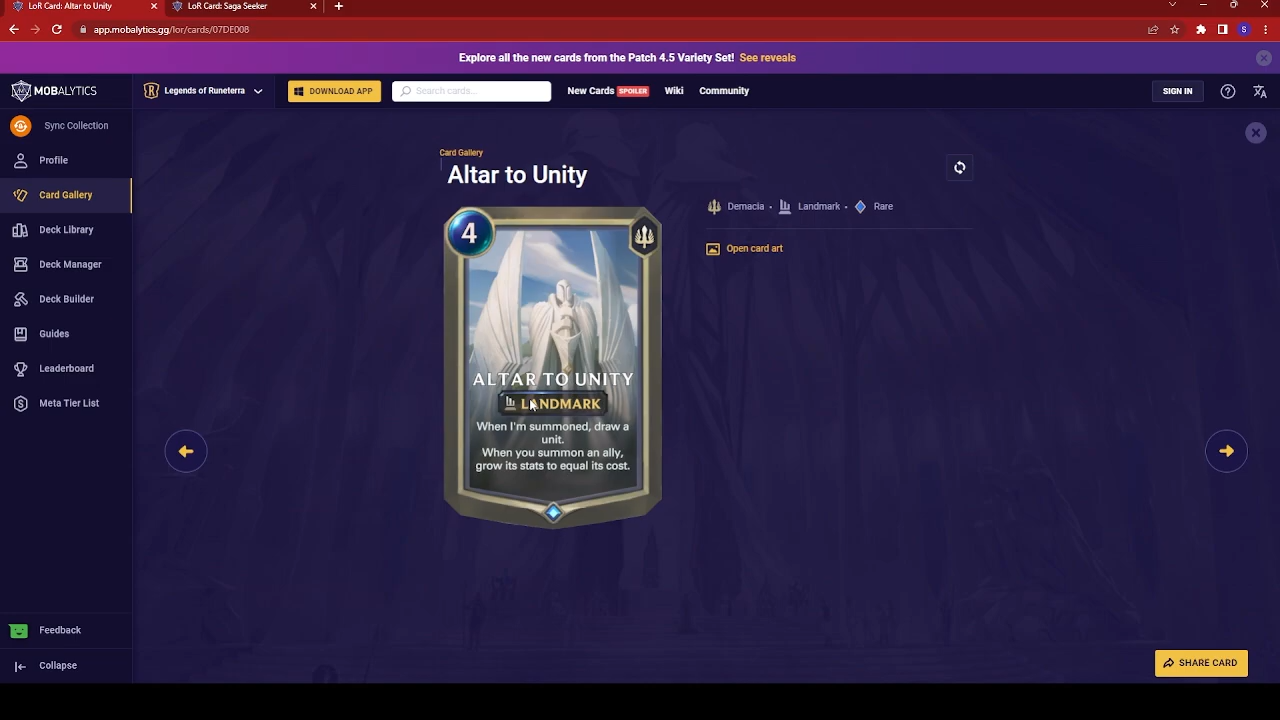 LoR Card: Altar to Unity
LoR Card: Saga Seeker
app.mobalytics.gg/lor/cards/07DE008
S
Explore all the new cards from the Patch 4.5 Variety Set! See reveals
MOBALYTICS
Legends of Runeterra
DOWNLOAD APP
Search cards...
New Cards SPOILER
Wiki
Community
SIGN IN
Sync Collection
Profile
Card Gallery
Deck Library
Deck Manager
Deck Builder
Guides
Leaderboard
Meta Tier List
Feedback
Collapse
Card Gallery
Altar to Unity
4
ALTAR TO UNITY
LANDMARK
When I'm summoned, draw a
unit.
When you summon an ally,
grow its stats to equal its cost.
Demacia • Landmark • Rare
Open card art
SHARE CARD